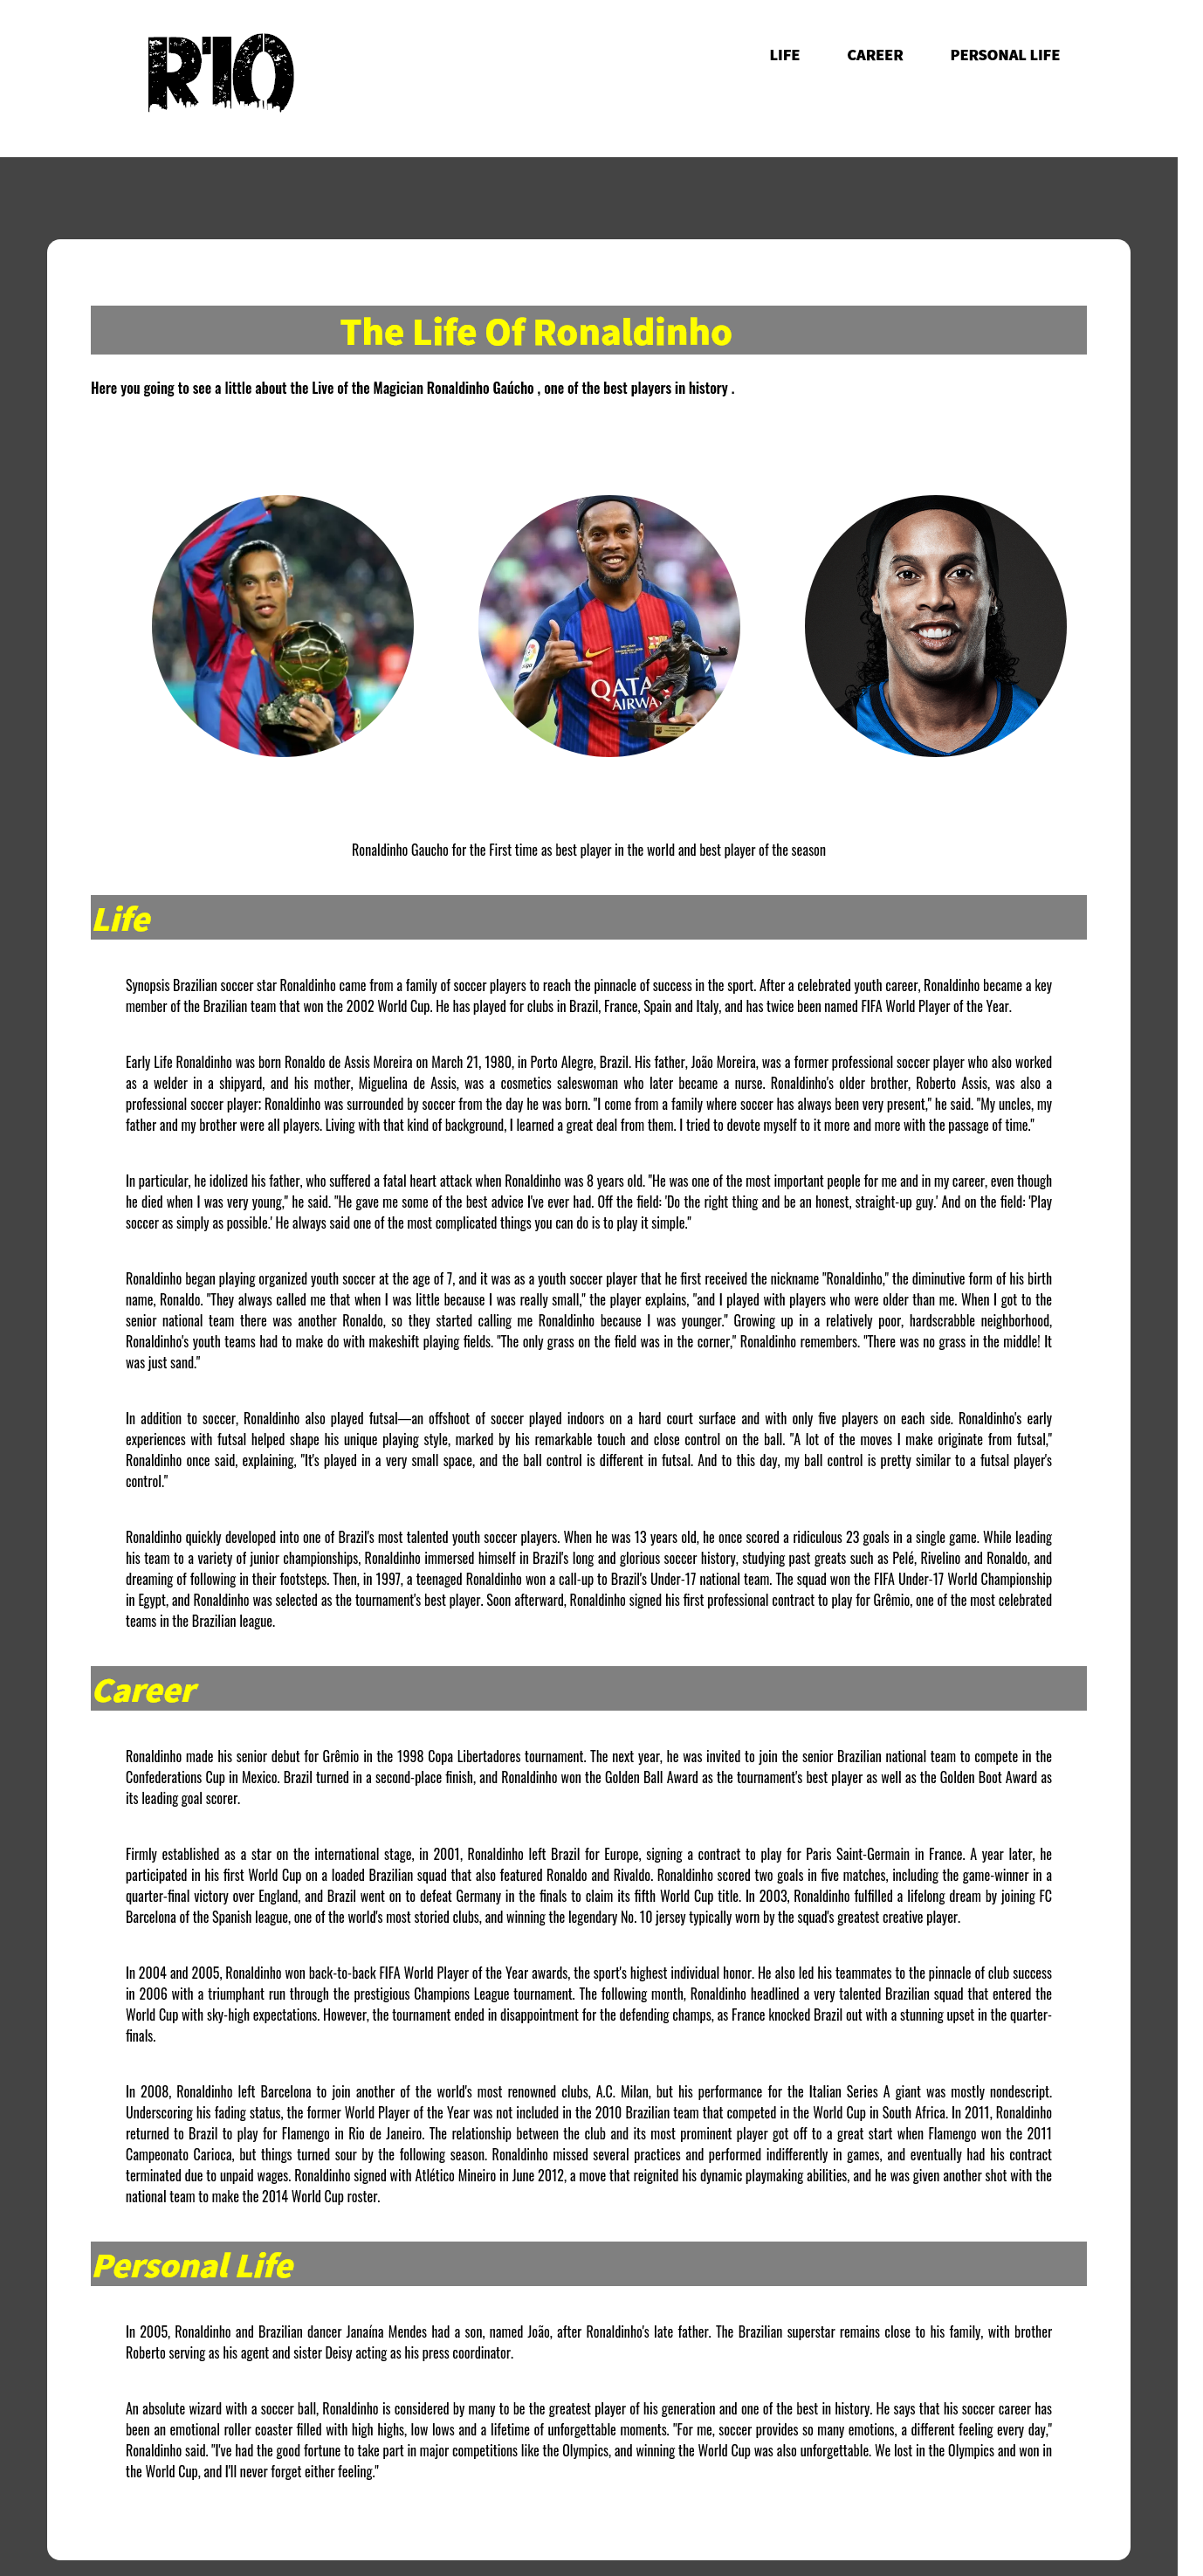 R10
LIFE CAREER PERSONAL LIFE
The Life Of Ronaldinho
Here you going to see a little about the Live of the Magician Ronaldinho Gaúcho , one of the best players in history .
QATA
AIRWA
Ronaldinho Gaucho for the First time as best player in the world and best player of the season
Life
Synopsis Brazilian soccer star Ronaldinho came from a family of soccer players to reach the pinnacle of success in the sport. After a celebrated youth career, Ronaldinho became a key
member of the Brazilian team that won the 2002 World Cup. He has played for clubs in Brazil, France, Spain and Italy, and has twice been named FIFA World Player of the Year.
Early Life Ronaldinho was born Ronaldo de Assis Moreira on March 21, 1980, in Porto Alegre, Brazil. His father, João Moreira, was a former professional soccer player who also worked
as a welder in a shipyard, and his mother, Miguelina de Assis, was a cosmetics saleswoman who later became a nurse. Ronaldinho's older brother, Roberto Assis, was also a
professional soccer player; Ronaldinho was surrounded by soccer from the day he was born. "I come from a family where soccer has always been very present," he said. "My uncles, my
father and my brother were all players. Living with that kind of background, I learned a great deal from them. I tried to devote myself to it more and more with the passage of time."
In particular, he idolized his father, who suffered a fatal heart attack when Ronaldinho was 8 years old. "He was one of the most important people for me and in my career, even though
he died when I was very young," he said. "He gave me some of the best advice I've ever had. Off the field: 'Do the right thing and be an honest, straight-up guy.' And on the field: 'Play
soccer as simply as possible.' He always said one of the most complicated things you can do is to play it simple."
Ronaldinho began playing organized youth soccer at the age of 7, and it was as a youth soccer player that he first received the nickname "Ronaldinho," the diminutive form of his birth
name, Ronaldo. "They always called me that when I was little because I was really small," the player explains, "and I played with players who were older than me. When I got to the
senior national team there was another Ronaldo, so they started calling me Ronaldinho because I was younger." Growing up in a relatively poor, hardscrabble neighborhood,
Ronaldinho's youth teams had to make do with makeshift playing fields. "The only grass on the field was in the corner," Ronaldinho remembers. "There was no grass in the middle! It
was just sand."
In addition to soccer, Ronaldinho also played futsal—an offshoot of soccer played indoors on a hard court surface and with only five players on each side. Ronaldinho's early
experiences with futsal helped shape his unique playing style, marked by his remarkable touch and close control on the ball. "A lot of the moves I make originate from futsal,"
Ronaldinho once said, explaining, "It's played in a very small space, and the ball control is different in futsal. And to this day, my ball control is pretty similar to a futsal player's
control."
Ronaldinho quickly developed into one of Brazil's most talented youth soccer players. When he was 13 years old, he once scored a ridiculous 23 goals in a single game. While leading
his team to a variety of junior championships, Ronaldinho immersed himself in Brazil's long and glorious soccer history, studying past greats such as Pelé, Rivelino and Ronaldo, and
dreaming of following in their footsteps. Then, in 1997, a teenaged Ronaldinho won a call-up to Brazil's Under-17 national team. The squad won the FIFA Under-17 World Championship
in Egypt, and Ronaldinho was selected as the tournament's best player. Soon afterward, Ronaldinho signed his first professional contract to play for Grêmio, one of the most celebrated
teams in the Brazilian league.
Career
Ronaldinho made his senior debut for Grêmio in the 1998 Copa Libertadores tournament. The next year, he was invited to join the senior Brazilian national team to compete in the
Confederations Cup in Mexico. Brazil turned in a second-place finish, and Ronaldinho won the Golden Ball Award as the tournament's best player as well as the Golden Boot Award as
its leading goal scorer.
Firmly established as a star on the international stage, in 2001, Ronaldinho left Brazil for Europe, signing a contract to play for Paris Saint-Germain in France. A year later, he
participated in his first World Cup on a loaded Brazilian squad that also featured Ronaldo and Rivaldo. Ronaldinho scored two goals in five matches, including the game-winner in a
quarter-final victory over England, and Brazil went on to defeat Germany in the finals to claim its fifth World Cup title. In 2003, Ronaldinho fulfilled a lifelong dream by joining FC
Barcelona of the Spanish league, one of the world's most storied clubs, and winning the legendary No. 10 jersey typically worn by the squad's greatest creative player.
In 2004 and 2005, Ronaldinho won back-to-back FIFA World Player of the Year awards, the sport's highest individual honor. He also led his teammates to the pinnacle of club success
in 2006 with a triumphant run through the prestigious Champions League tournament. The following month, Ronaldinho headlined a very talented Brazilian squad that entered the
World Cup with sky-high expectations. However, the tournament ended in disappointment for the defending champs, as France knocked Brazil out with a stunning upset in the quarter-
finals.
In 2008, Ronaldinho left Barcelona to join another of the world's most renowned clubs, A.C. Milan, but his performance for the Italian Series A giant was mostly nondescript.
Underscoring his fading status, the former World Player of the Year was not included in the 2010 Brazilian team that competed in the World Cup in South Africa. In 2011, Ronaldinho
returned to Brazil to play for Flamengo in Rio de Janeiro. The relationship between the club and its most prominent player got off to a great start when Flamengo won the 2011
Campeonato Carioca, but things turned sour by the following season. Ronaldinho missed several practices and performed indifferently in games, and eventually had his contract
terminated due to unpaid wages. Ronaldinho signed with Atlético Mineiro in June 2012, a move that reignited his dynamic playmaking abilities, and he was given another shot with the
national team to make the 2014 World Cup roster.
Personal Life
In 2005, Ronaldinho and Brazilian dancer Janaína Mendes had a son, named João, after Ronaldinho's late father. The Brazilian superstar remains close to his family, with brother
Roberto serving as his agent and sister Deisy acting as his press coordinator.
An absolute wizard with a soccer ball, Ronaldinho is considered by many to be the greatest player of his generation and one of the best in history. He says that his soccer career has
been an emotional roller coaster filled with high highs, low lows and a lifetime of unforgettable moments. "For me, soccer provides so many emotions, a different feeling every day,"
Ronaldinho said. "I've had the good fortune to take part in major competitions like the Olympics, and winning the World Cup was also unforgettable. We lost in the Olympics and won in
the World Cup, and I'll never forget either feeling."